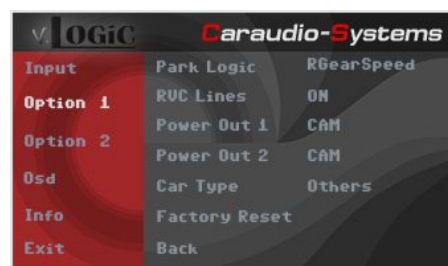 v.LOGiC Caraudio-Systems
Input Park Logic RGearSpeed
Option 1 RVC Lines ON
Power Out 1 CAM
Option 2 Power Out 2 CAM
Osd Car Type Others
Info Factory Reset
Exit Back